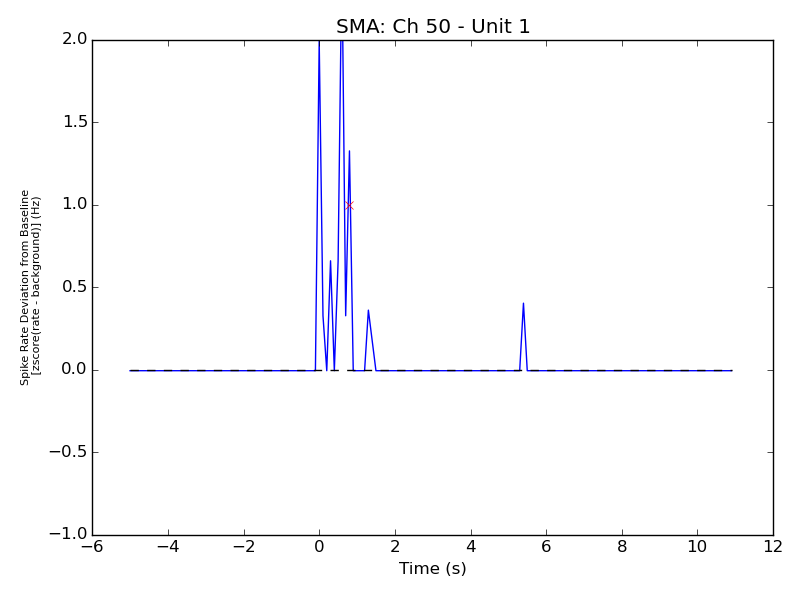 SMA: Ch 50 - Unit 1
2.0
1.5
1.0
0.5
0.0
−0.5
−1.0
Spike Rate Deviation from Baseline
[zscore(rate - background)] (Hz)
−6 −4 −2 0 2 4 6 8 10 12
Time (s)